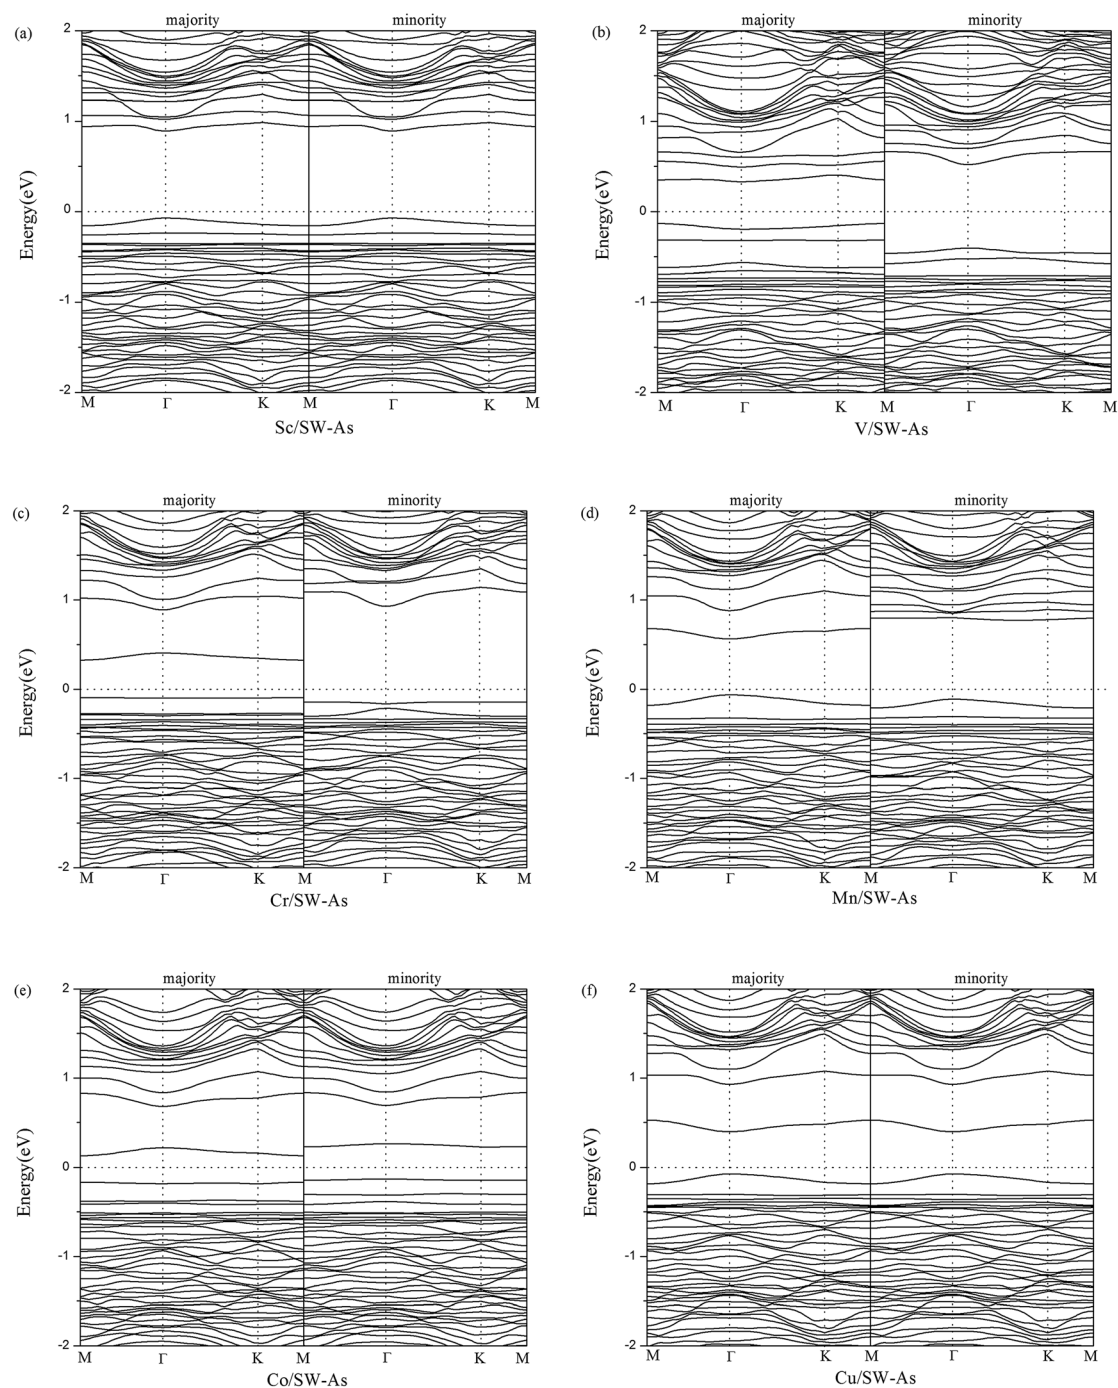 (a) majority minority
2
1
0
-1
-2
Energy(eV)
M Γ K M Γ K M
Sc/SW-As
(b) majority minority
2
1
0
-1
-2
Energy(eV)
M Γ K M Γ K M
V/SW-As
(c) majority minority
2
1
0
-1
-2
Energy(eV)
M Γ K M Γ K M
Cr/SW-As
(d) majority minority
2
1
0
-1
-2
Energy(eV)
M Γ K M Γ K M
Mn/SW-As
(e) majority minority
2
1
0
-1
-2
Energy(eV)
M Γ K M Γ K M
Co/SW-As
(f) majority minority
2
1
0
-1
-2
Energy(eV)
M Γ K M Γ K M
Cu/SW-As